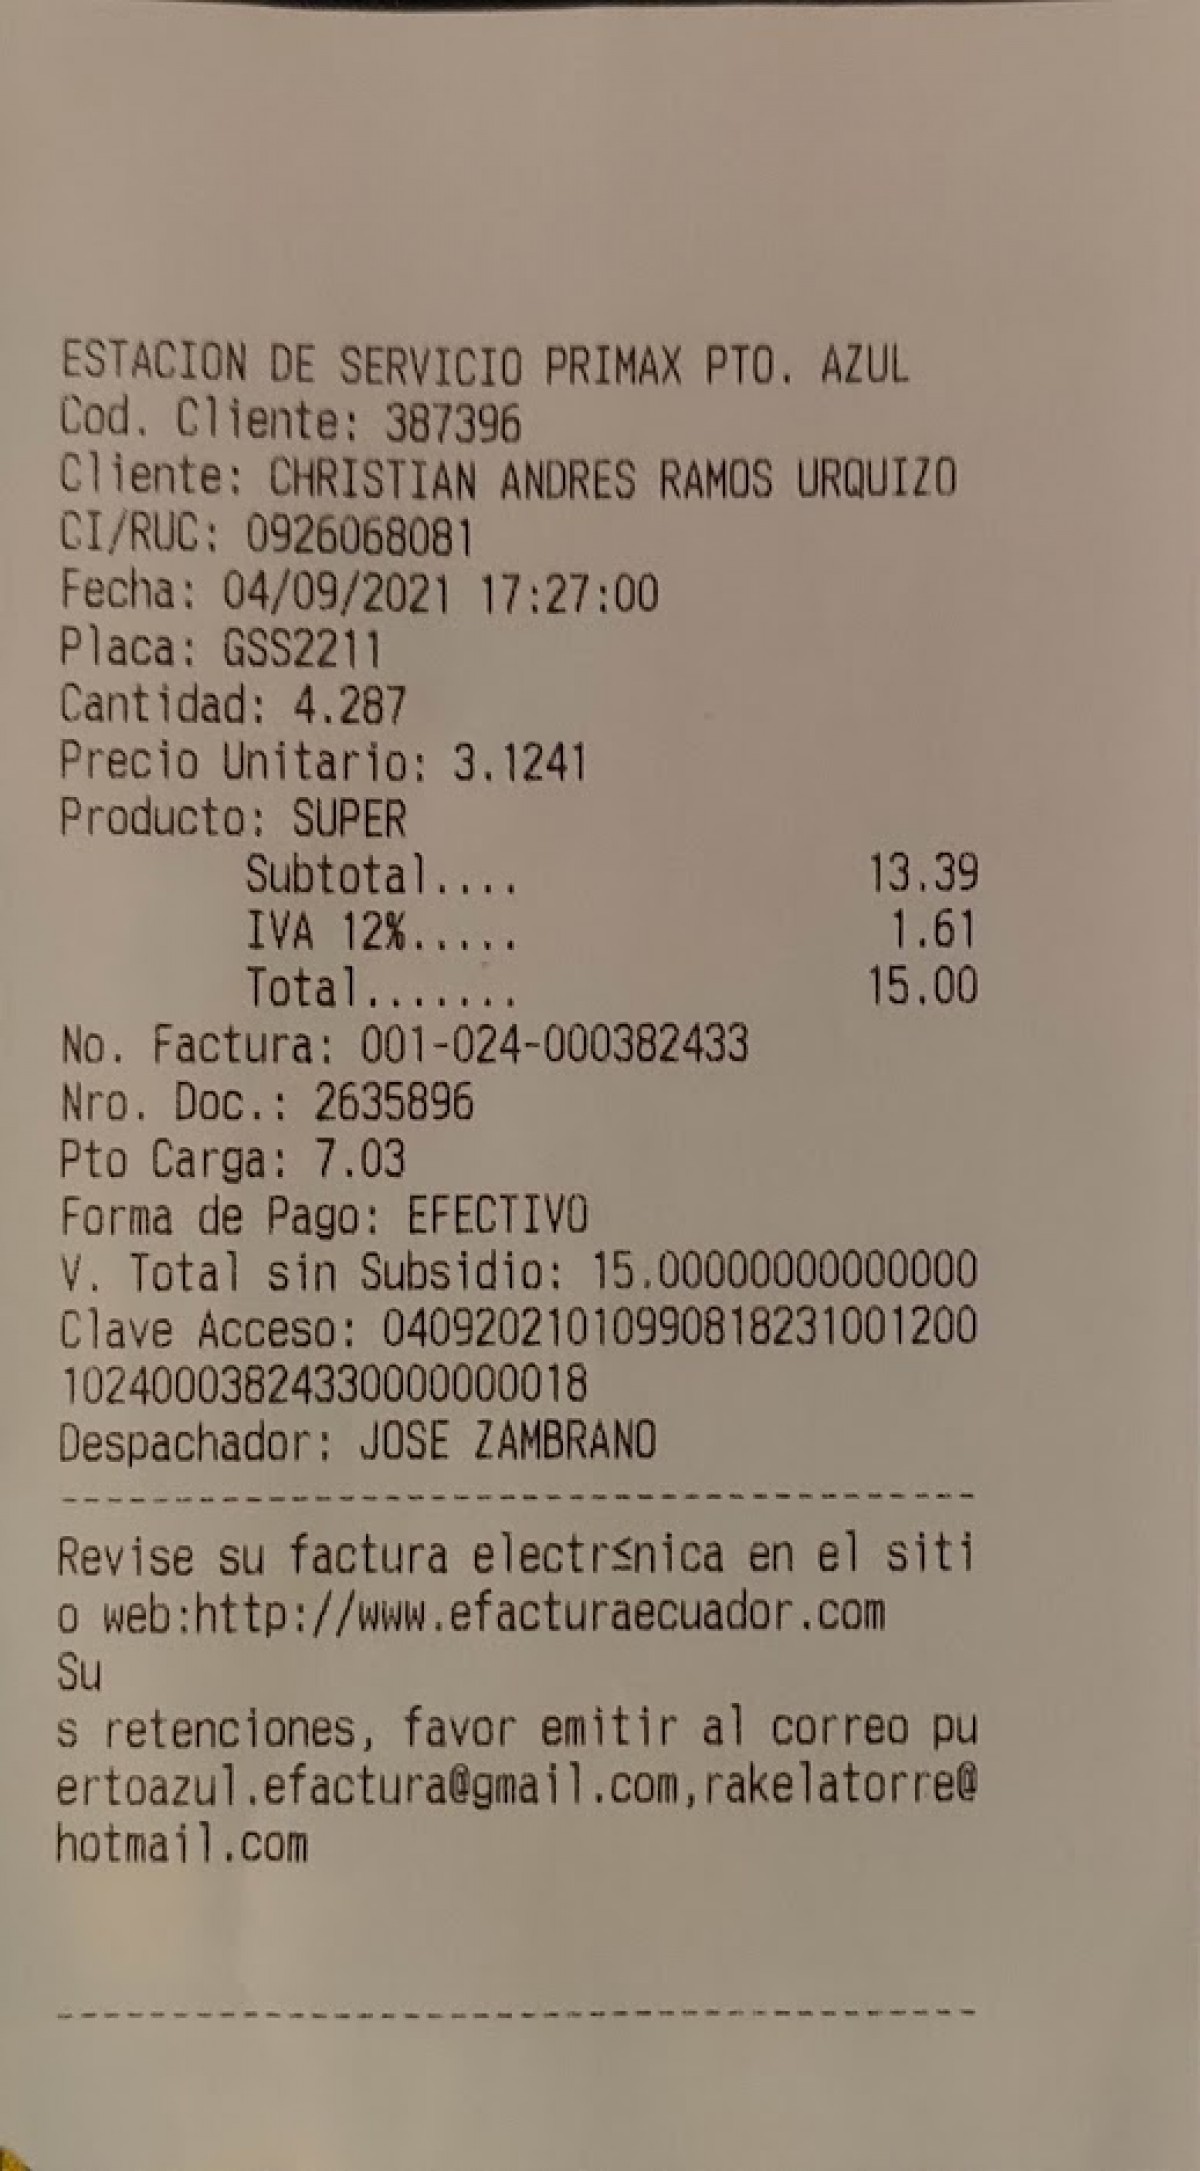 ESTACION DE SERVICIO PRIMAX PTO. AZUL
Cod. Cliente: 387396
Cliente: CHRISTIAN ANDRES RAMOS URQUIZO
CI/RUC: 0926068081
Fecha: 04/09/2021 17:27:00
Placa: GSS2211
Cantidad: 4.287
Precio Unitario: 3.1241
Producto: SUPER
Subtotal.... 13.39
IVA 12%..... 1.61
Total....... 15.00
No. Factura: 001-024-000382433
Nro. Doc.: 2635896
Pto Carga: 7.03
Forma de Pago: EFECTIVO
V. Total sin Subsidio: 15.00000000000000
Clave Acceso: 04092021010990818231001200
10240003824330000000018
Despachador: JOSE ZAMBRANO
----------------------------------------
Revise su factura electr≤nica en el siti
o web:http://www.efacturaecuador.com
Su
s retenciones, favor emitir al correo pu
ertoazul.efactura@gmail.com,rakelatorre@
hotmail.com
----------------------------------------